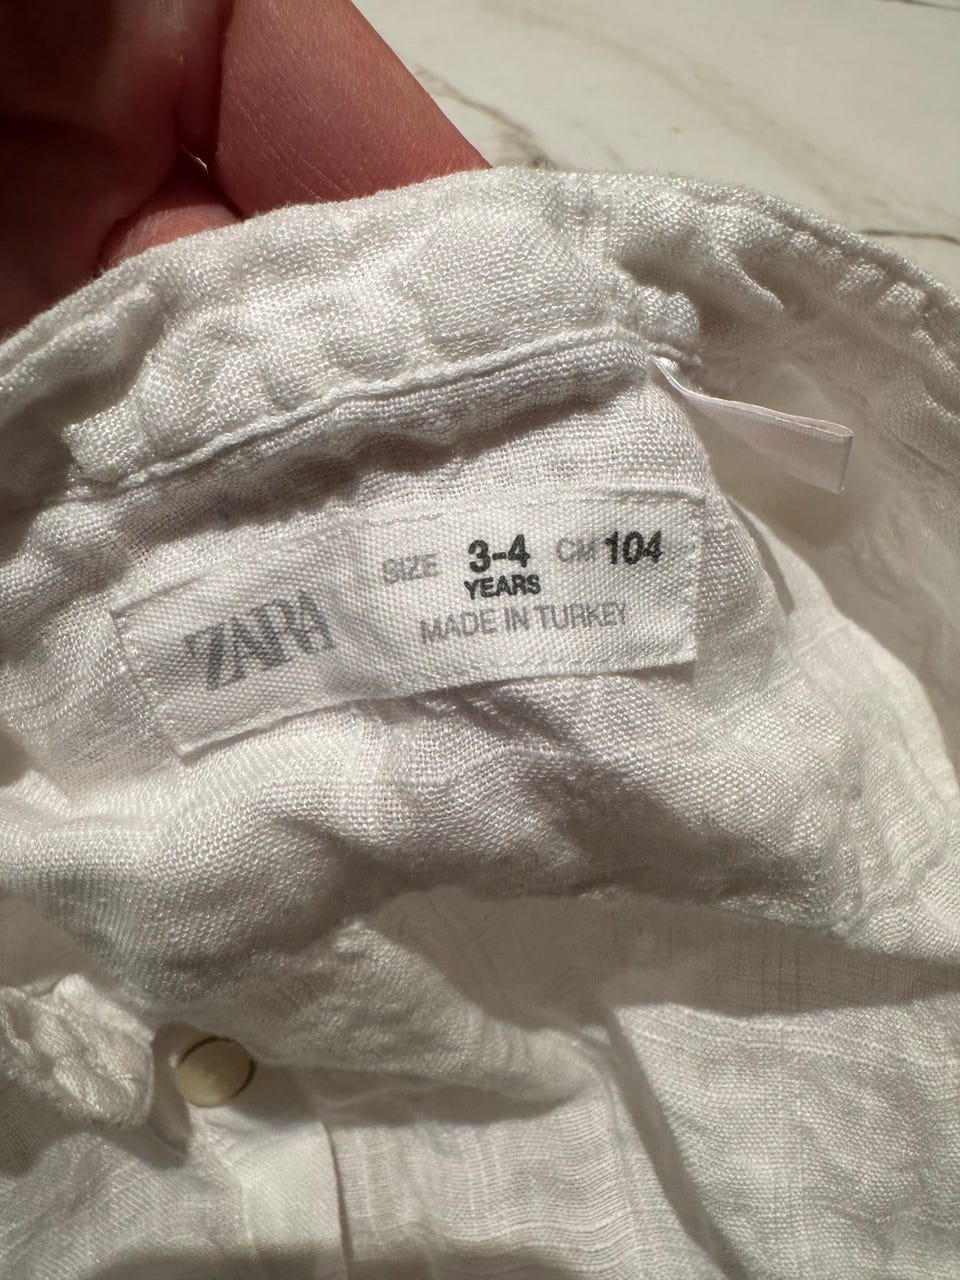 ZARA
SIZE 3-4 CM 104
YEARS
MADE IN TURKEY